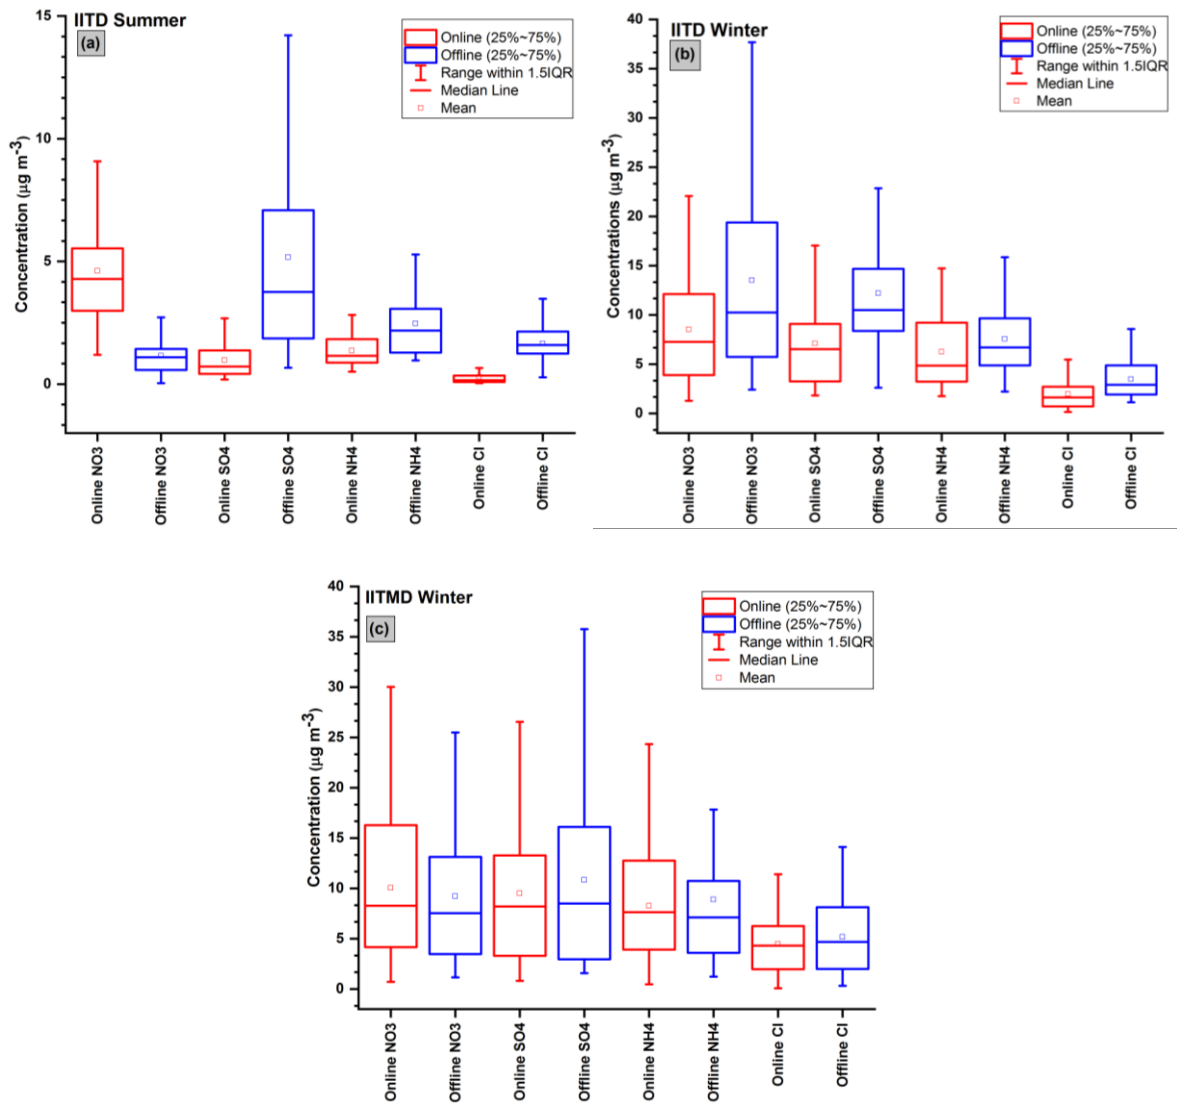 IITD Summer
(a)
Online (25%~75%)
Offline (25%~75%)
Range within 1.5IQR
Median Line
Mean
Concentration (µg m⁻³)
15
10
5
0
Online NO3
Offline NO3
Online SO4
Offline SO4
Online NH4
Offline NH4
Online Cl
Offline Cl
IITD Winter
(b)
Online (25%~75%)
Offline (25%~75%)
Range within 1.5IQR
Median Line
Mean
Concentrations (µg m⁻³)
40
35
30
25
20
15
10
5
0
Online NO3
Offline NO3
Online SO4
Offline SO4
Online NH4
Offline NH4
Online Cl
Offline Cl
IITMD Winter
(c)
Online (25%~75%)
Offline (25%~75%)
Range within 1.5IQR
Median Line
Mean
Concentration (µg m⁻³)
40
35
30
25
20
15
10
5
0
Online NO3
Offline NO3
Online SO4
Offline SO4
Online NH4
Offline NH4
Online Cl
Offline Cl